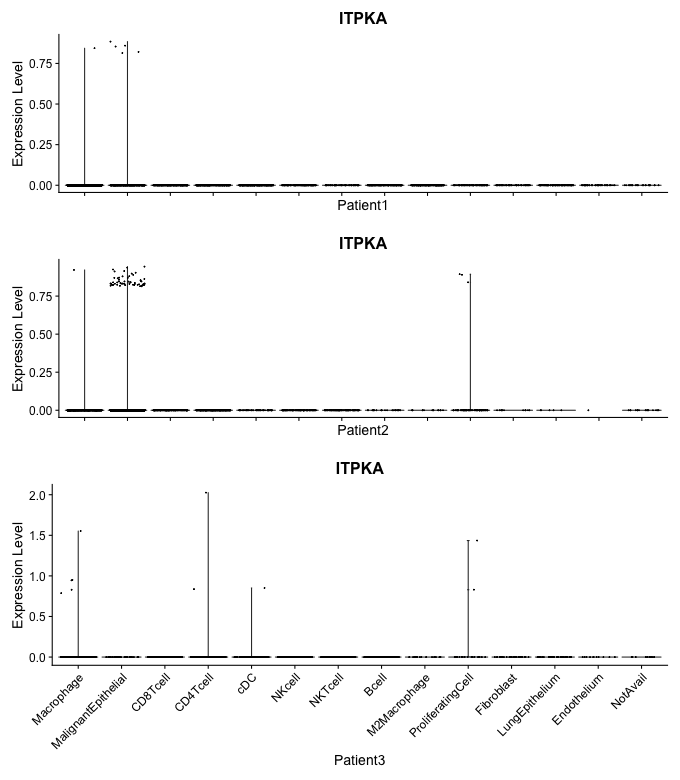 ITPKA
Expression Level
0.75
0.50
0.25
0.00
Patient1
ITPKA
Expression Level
0.75
0.50
0.25
0.00
Patient2
ITPKA
Expression Level
2.0
1.5
1.0
0.5
0.0
Macrophage
MalignantEpithelial
CD8Tcell
CD4Tcell
cDC
NKcell
NKTcell
Bcell
M2Macrophage
ProliferatingCell
Fibroblast
LungEpithelium
Endothelium
NotAvail
Patient3